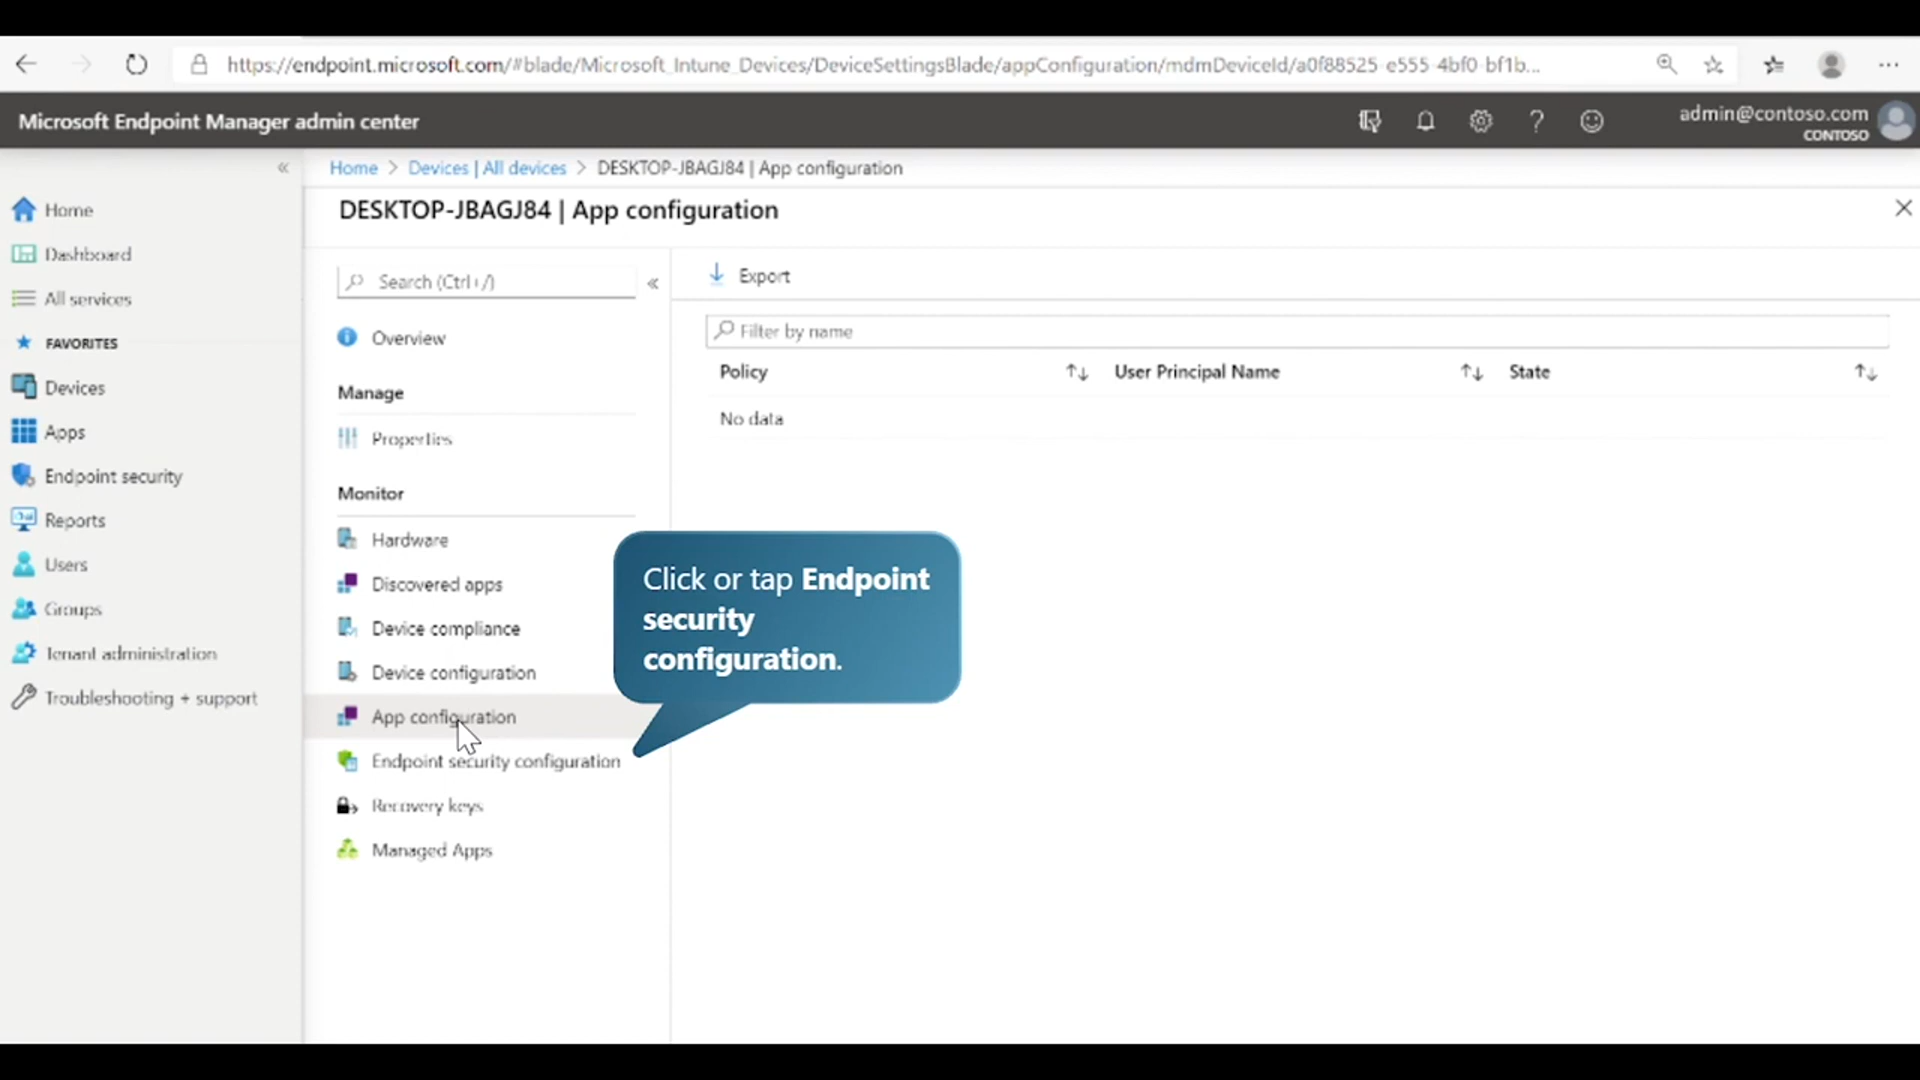 https://endpoint.microsoft.com/#blade/Microsoft_Intune_Devices/DeviceSettingsBlade/appConfiguration/mdmDeviceId/a0f88525-e555-4bf0-bf1b...
Microsoft Endpoint Manager admin center
admin@contoso.com
CONTOSO
Home > Devices | All devices > DESKTOP-JBAGJ84 | App configuration
DESKTOP-JBAGJ84 | App configuration
Home
Dashboard
All services
FAVORITES
Devices
Apps
Endpoint security
Reports
Users
Groups
Tenant administration
Troubleshooting + support
Search (Ctrl+/)
Overview
Manage
Properties
Monitor
Hardware
Discovered apps
Device compliance
Device configuration
App configuration
Endpoint security configuration
Recovery keys
Managed Apps
Export
Filter by name
Policy
User Principal Name
State
No data
Click or tap Endpoint
security
configuration.